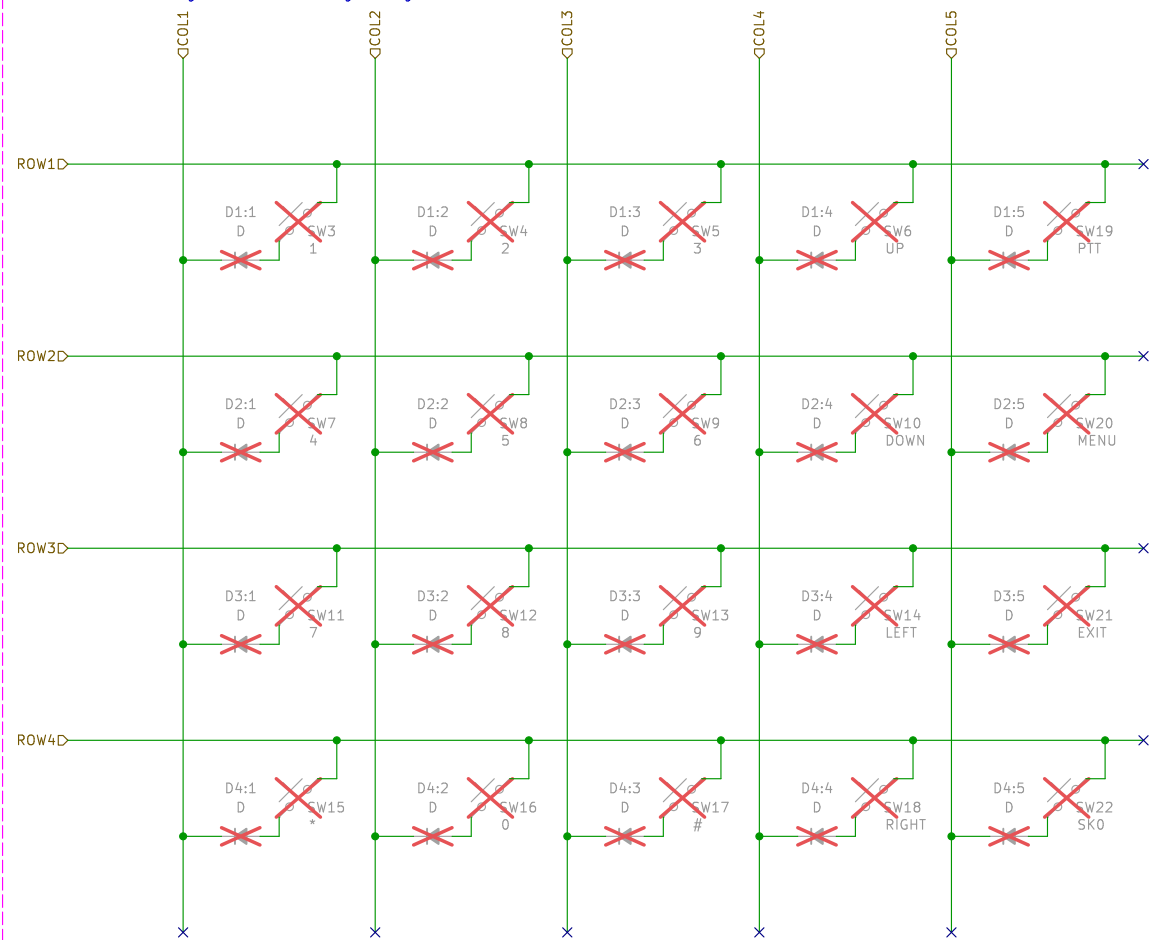 COL1 COL2 COL3 COL4 COL5
ROW1
D1:1 D1:2 D1:3 D1:4 D1:5
D SW3 D SW4 D SW5 D SW6 D SW19
1 2 3 UP PTT
ROW2
D2:1 D2:2 D2:3 D2:4 D2:5
D SW7 D SW8 D SW9 D SW10 D SW20
4 5 6 DOWN MENU
ROW3
D3:1 D3:2 D3:3 D3:4 D3:5
D SW11 D SW12 D SW13 D SW14 D SW21
7 8 9 LEFT EXIT
ROW4
D4:1 D4:2 D4:3 D4:4 D4:5
D SW15 D SW16 D SW17 D SW18 D SW22
* 0 # RIGHT SK0